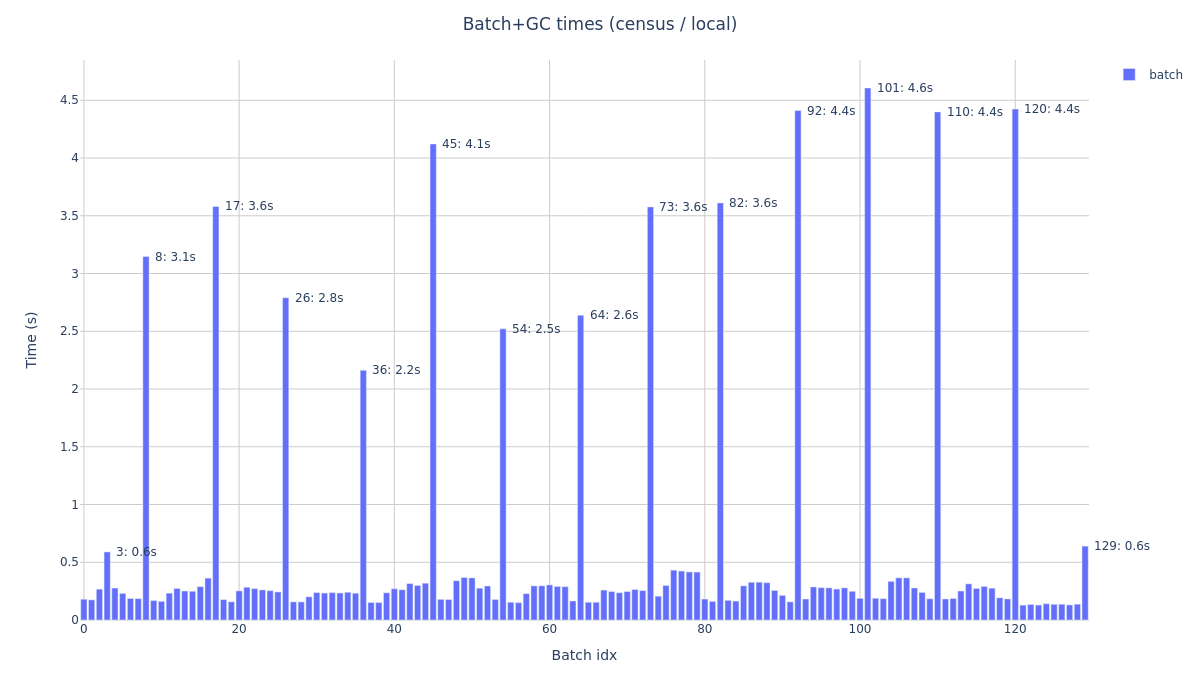 Batch+GC times (census / local)
batch
101: 4.6s
4.5
92: 4.4s
110: 4.4s
120: 4.4s
45: 4.1s
4
3.5
17: 3.6s
73: 3.6s
82: 3.6s
8: 3.1s
3
26: 2.8s
2.5
54: 2.5s
64: 2.6s
Time (s)
36: 2.2s
2
1.5
1
3: 0.6s
129: 0.6s
0.5
0
0 20 40 60 80 100 120
Batch idx